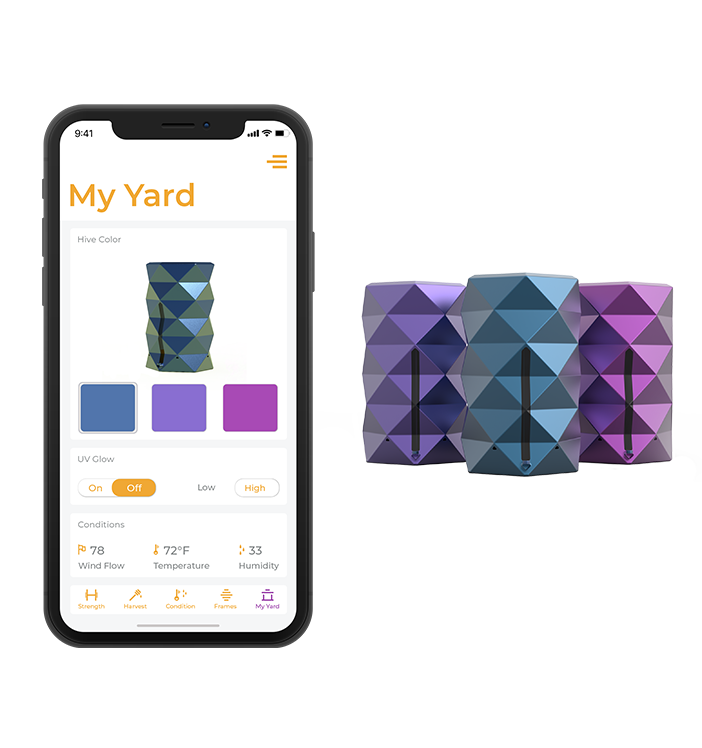 9:41
My Yard
Hive Color
UV Glow
On Off Low High
Conditions
78 72°F 33
Wind Flow Temperature Humidity
Strength Harvest Condition Frames My Yard